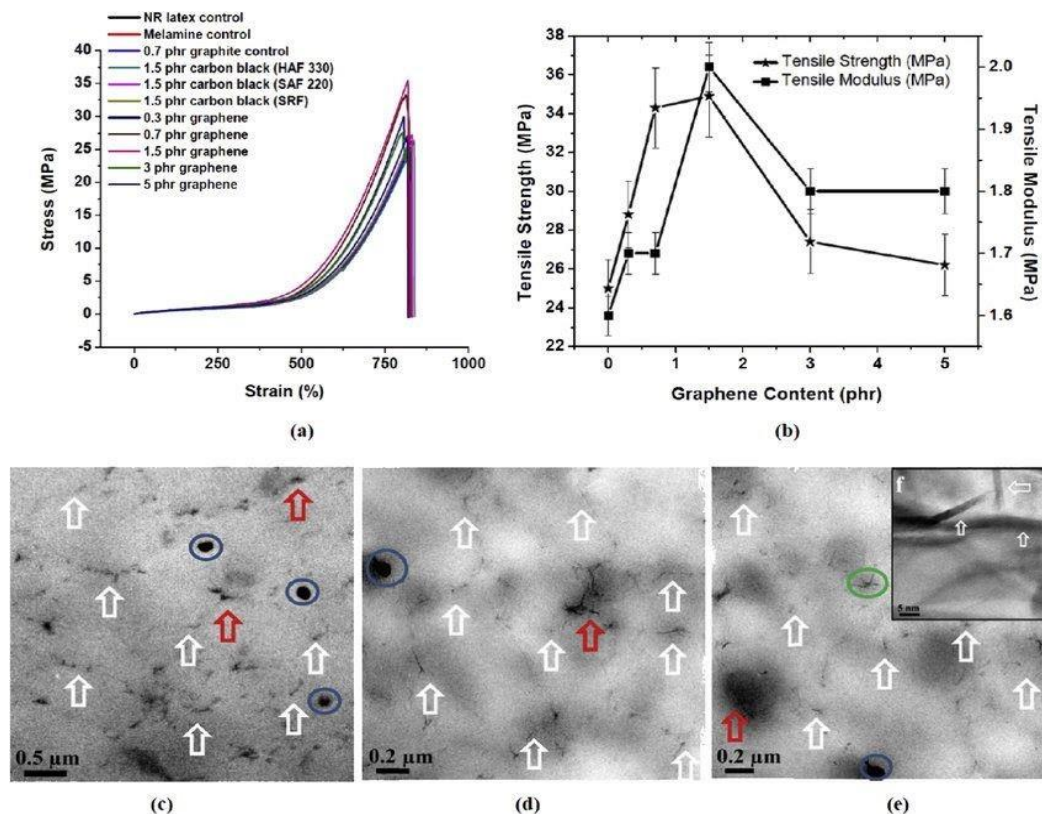 NR latex control
Melamine control
0.7 phr graphite control
1.5 phr carbon black (HAF 330)
1.5 phr carbon black (SAF 220)
1.5 phr carbon black (SRF)
0.3 phr graphene
0.7 phr graphene
1.5 phr graphene
3 phr graphene
5 phr graphene
40
35
30
25
20
15
10
5
0
-5
Stress (MPa)
0 250 500 750 1000
Strain (%)
(a)
38
36
34
32
30
28
26
24
22
Tensile Strength (MPa)
Tensile Strength (MPa)
Tensile Modulus (MPa)
2.0
1.9
1.8
1.7
1.6
Tensile Modulus
(MPa)
0 1 2 3 4 5
Graphene Content (phr)
(b)
0.5 µm
(c)
0.2 µm
(d)
f
5 nm
0.2 µm
(e)